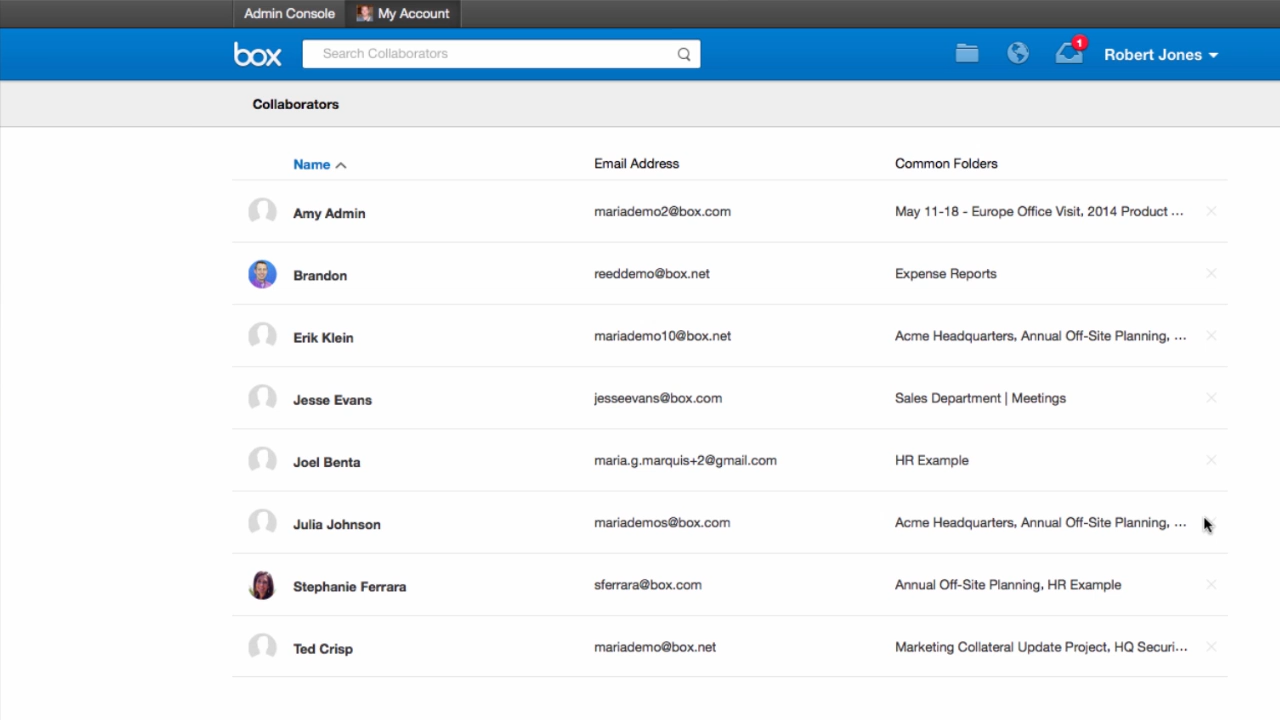 Admin Console My Account
box Search Collaborators 1 Robert Jones
Collaborators
Name Email Address Common Folders
Amy Admin mariademo2@box.com May 11-18 - Europe Office Visit, 2014 Product ...
Brandon reeddemo@box.net Expense Reports
Erik Klein mariademo10@box.net Acme Headquarters, Annual Off-Site Planning, ...
Jesse Evans jesseevans@box.com Sales Department | Meetings
Joel Benta maria.g.marquis+2@gmail.com HR Example
Julia Johnson mariademos@box.com Acme Headquarters, Annual Off-Site Planning, ...
Stephanie Ferrara sferrara@box.com Annual Off-Site Planning, HR Example
Ted Crisp mariademo@box.net Marketing Collateral Update Project, HQ Securi...